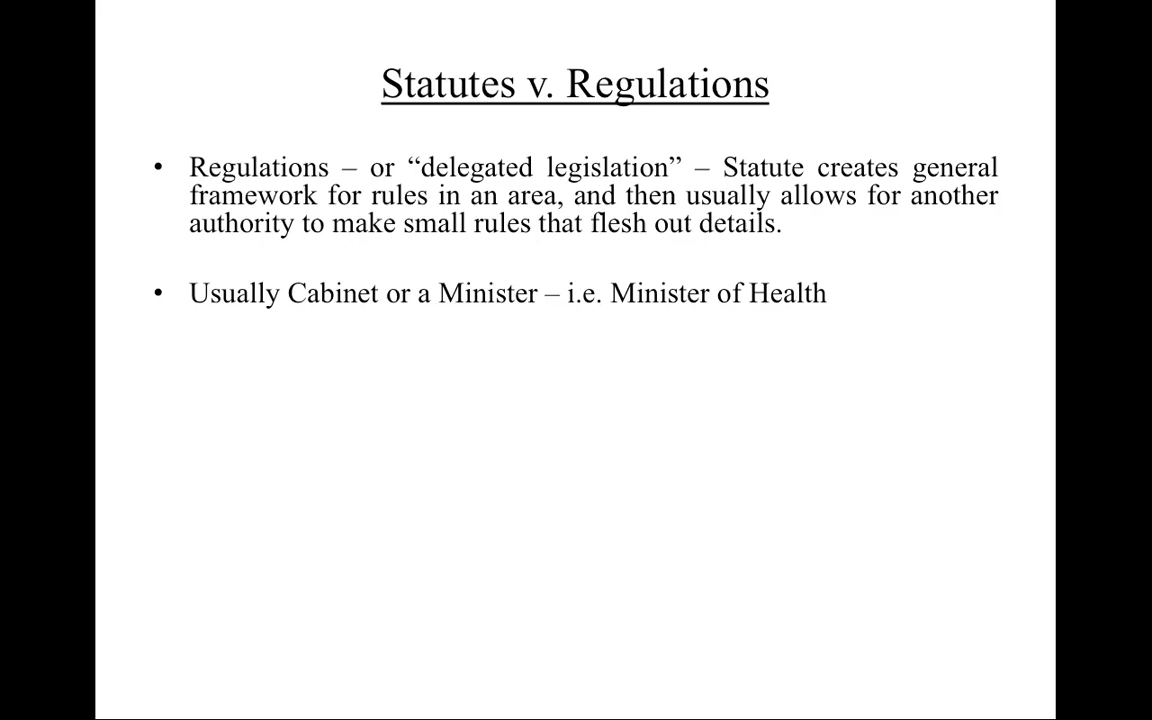 Statutes v. Regulations
• Regulations – or “delegated legislation” – Statute creates general
framework for rules in an area, and then usually allows for another
authority to make small rules that flesh out details.
• Usually Cabinet or a Minister – i.e. Minister of Health